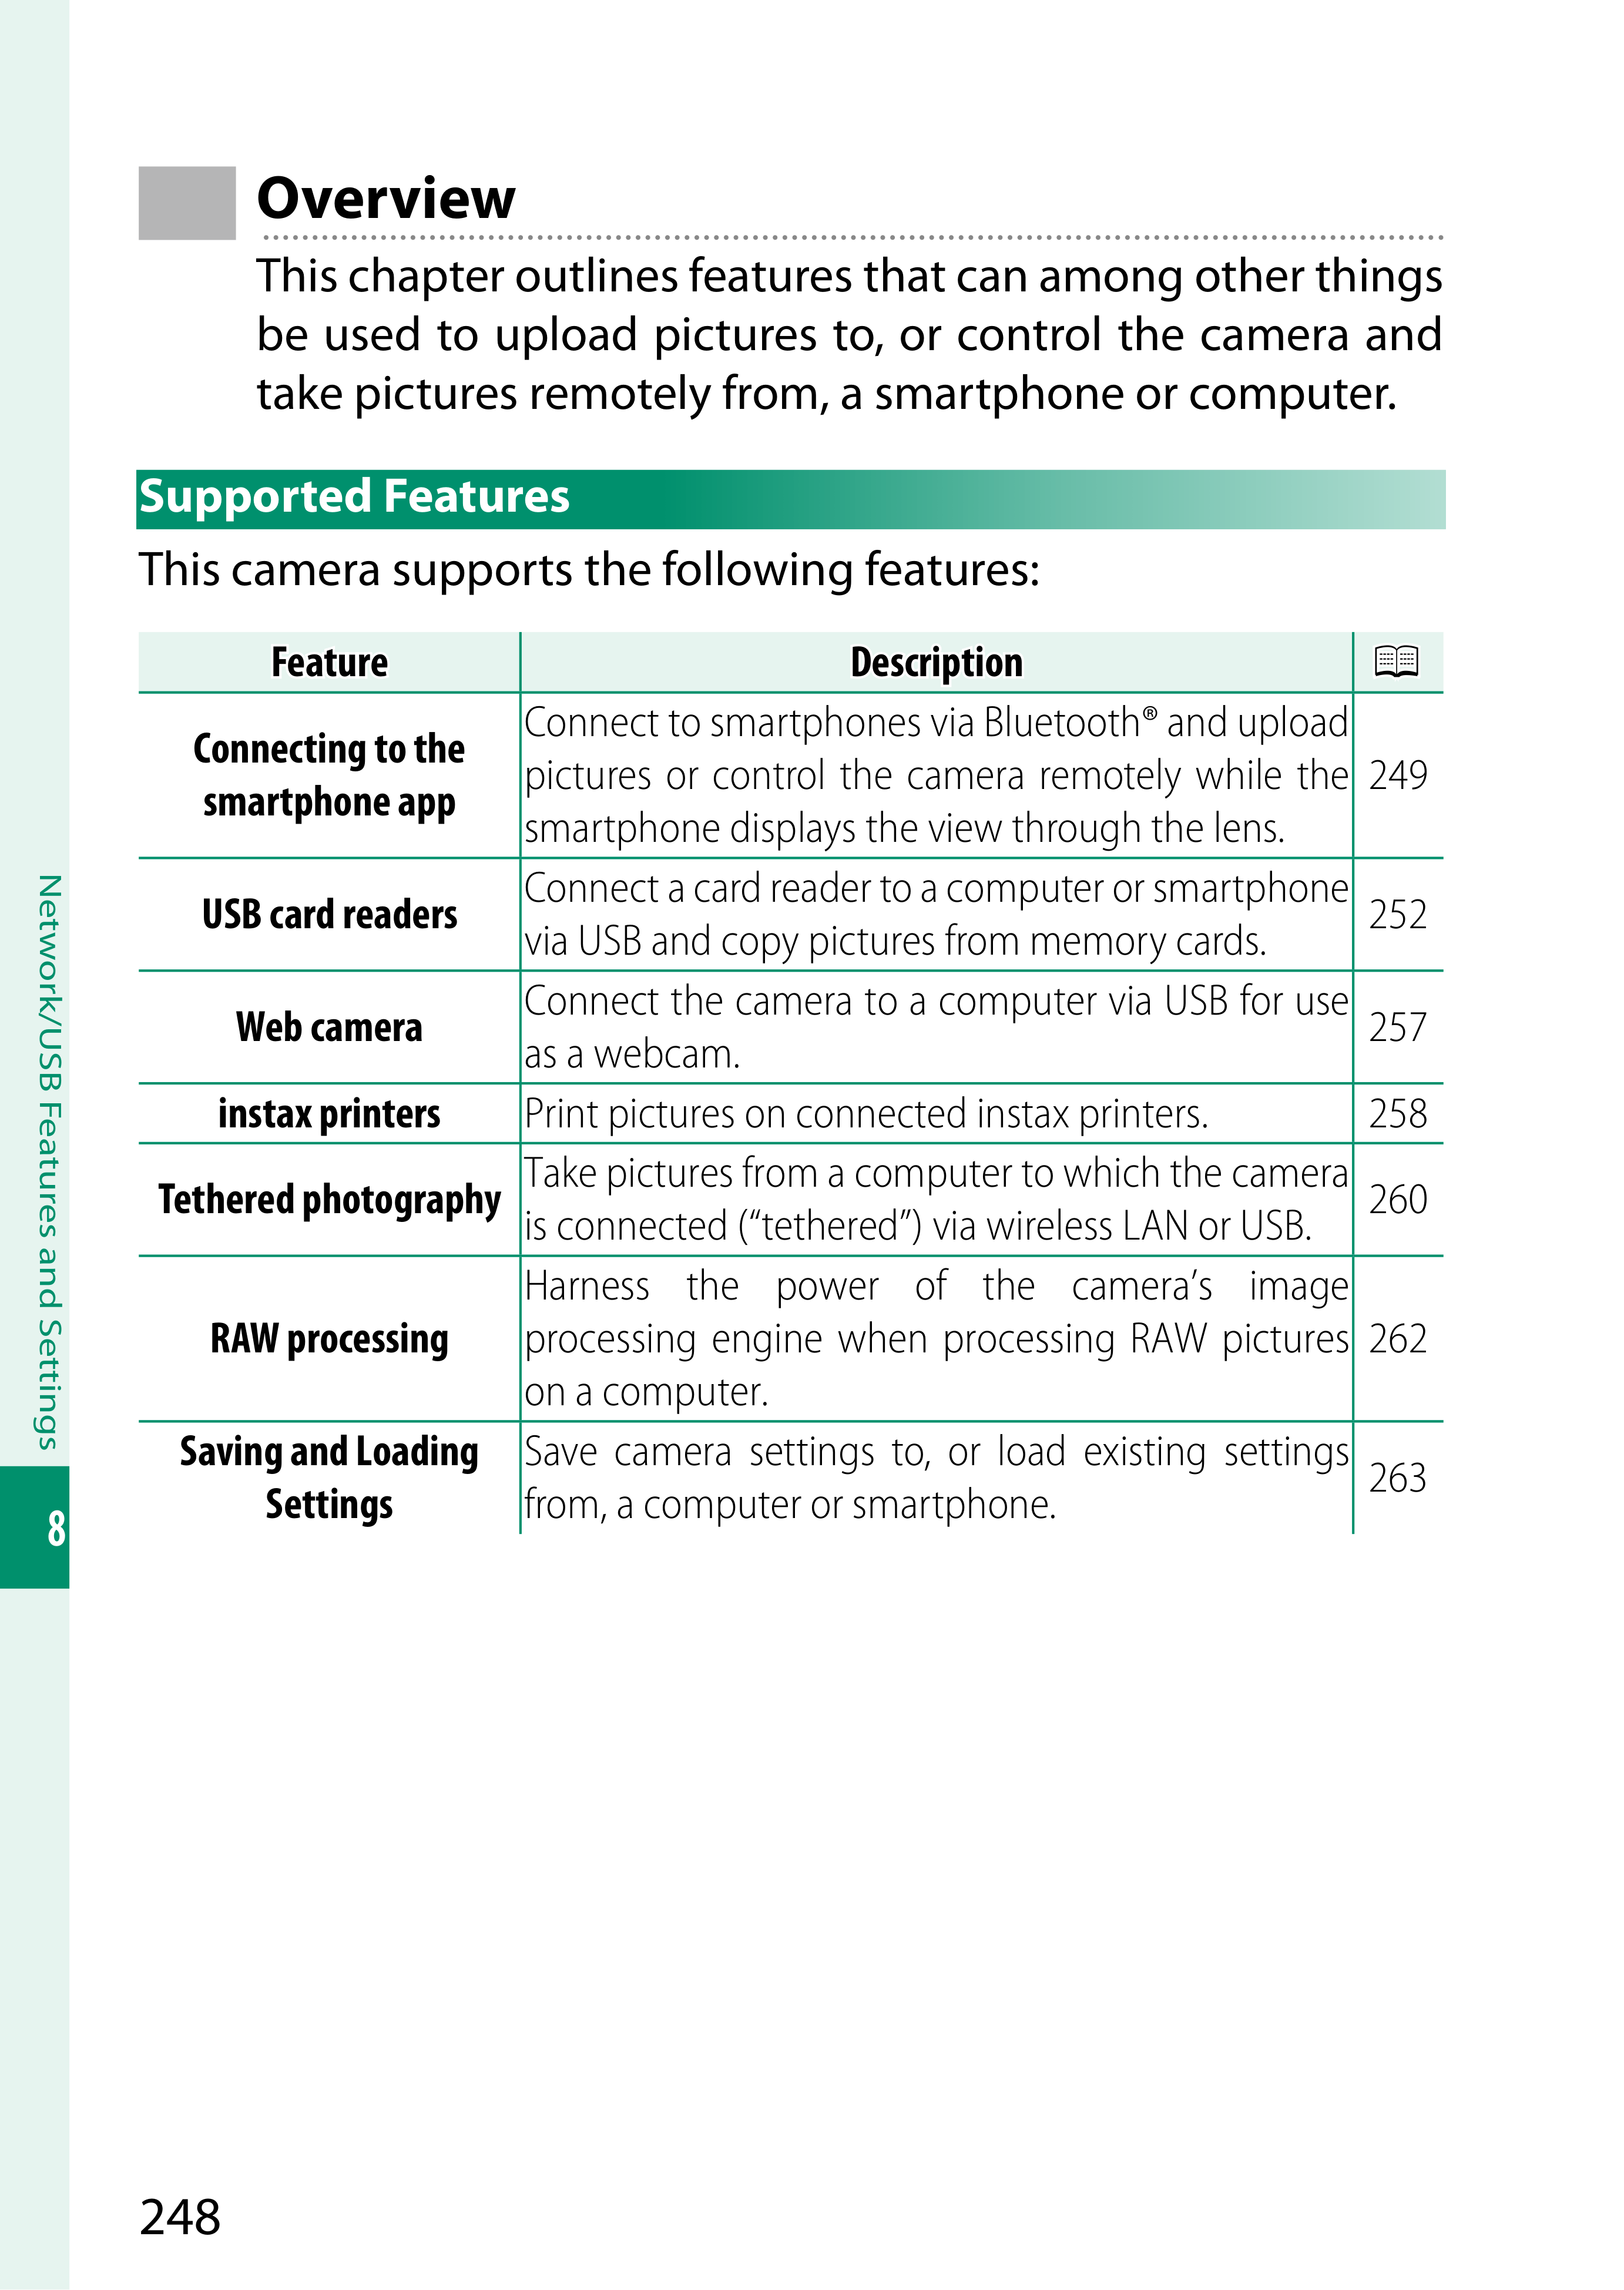 Overview
This chapter outlines features that can among other things
be used to upload pictures to, or control the camera and
take pictures remotely from, a smartphone or computer.
Supported Features
This camera supports the following features:
Feature
Description
Connecting to the
smartphone app
Connect to smartphones via Bluetooth® and upload
pictures or control the camera remotely while the
smartphone displays the view through the lens.
249
USB card readers
Connect a card reader to a computer or smartphone
via USB and copy pictures from memory cards.
252
Web camera
Connect the camera to a computer via USB for use
as a webcam.
257
instax printers
Print pictures on connected instax printers.
258
Tethered photography
Take pictures from a computer to which the camera
is connected (“tethered”) via wireless LAN or USB.
260
RAW processing
Harness the power of the camera’s image
processing engine when processing RAW pictures
on a computer.
262
Saving and Loading
Settings
Save camera settings to, or load existing settings
from, a computer or smartphone.
263
Network/USB Features and Settings
8
248